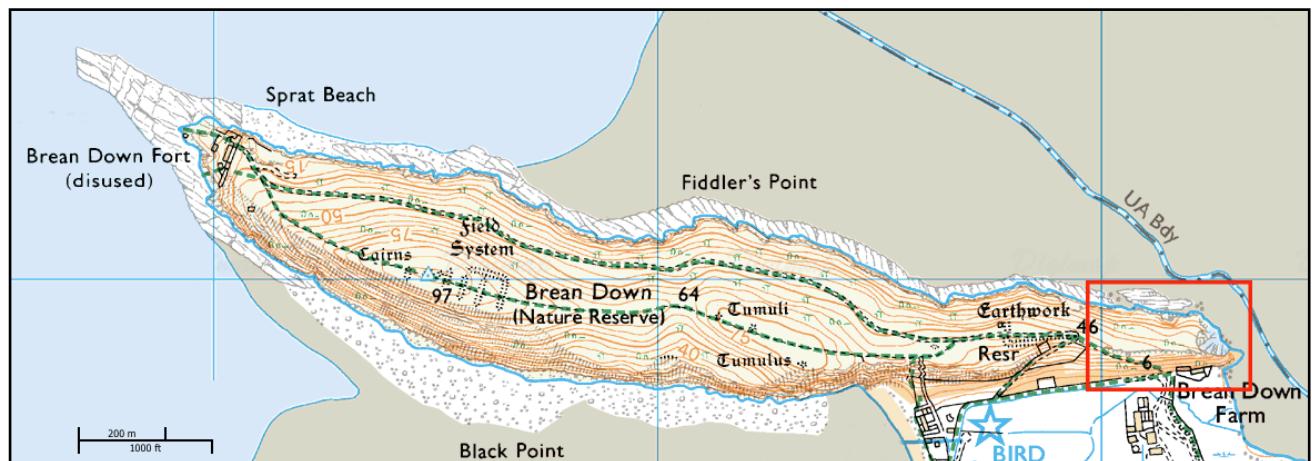 Sprat Beach
Brean Down Fort
(disused)
15
50
75
Field
System
Cairns
97
Brean Down
(Nature Reserve)
64
Fiddler's Point
Tumuli
75
40
Tumulus
Earthwork
46
Resr
6
UA Bdy
Brean Down
Farm
BIRD
Black Point
200 m
1000 ft